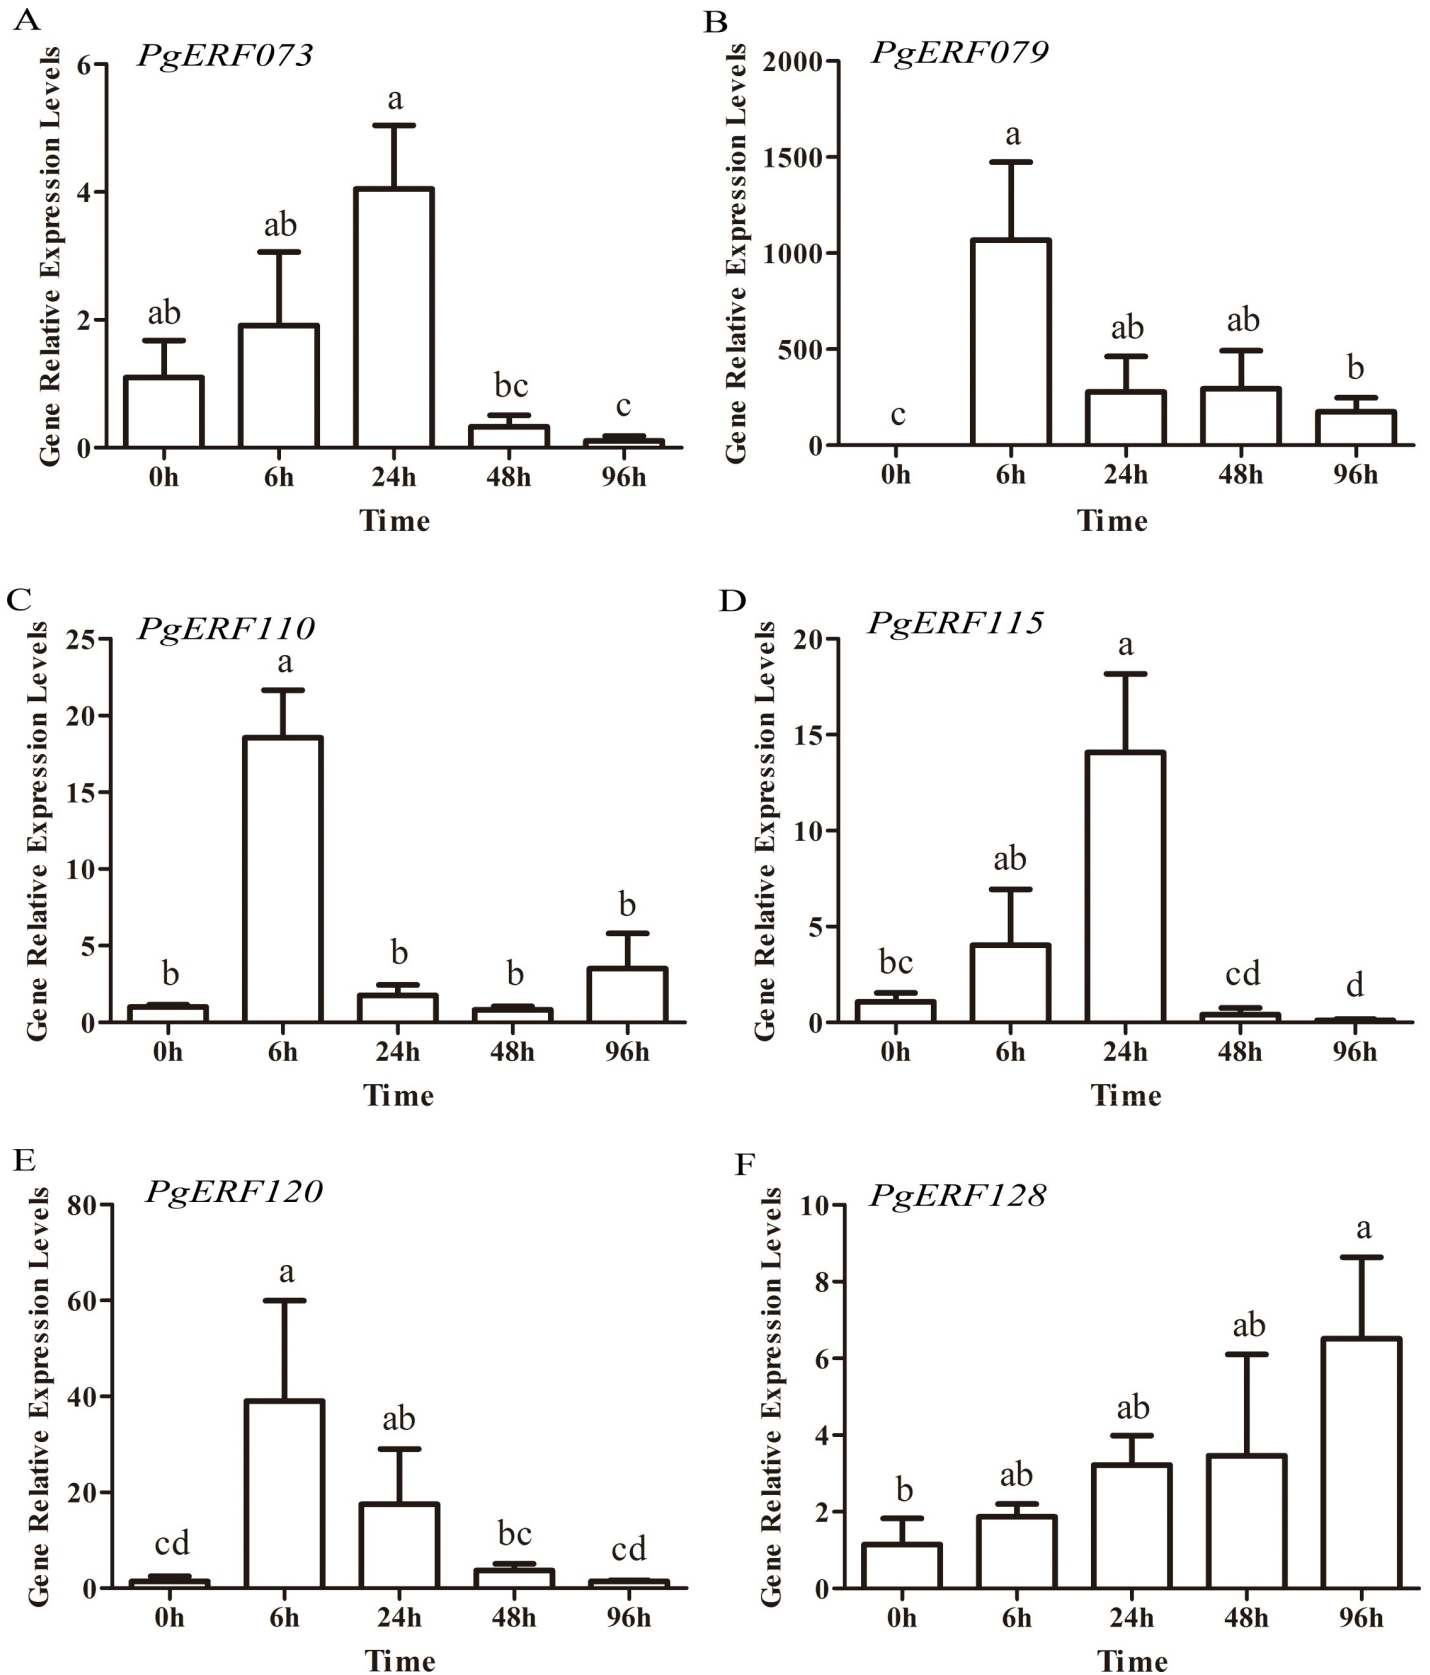 A
PgERF073
Gene Relative Expression Levels
6
4
2
0
ab
ab
a
bc
c
0h 6h 24h 48h 96h
Time
B
PgERF079
Gene Relative Expression Levels
2000
1500
1000
500
0
c
a
ab
ab
b
0h 6h 24h 48h 96h
Time
C
PgERF110
Gene Relative Expression Levels
25
20
15
10
5
0
b
a
b
b
b
0h 6h 24h 48h 96h
Time
D
PgERF115
Gene Relative Expression Levels
20
15
10
5
0
bc
ab
a
cd
d
0h 6h 24h 48h 96h
Time
E
PgERF120
Gene Relative Expression Levels
80
60
40
20
0
cd
a
ab
bc
cd
0h 6h 24h 48h 96h
Time
F
PgERF128
Gene Relative Expression Levels
10
8
6
4
2
0
b
ab
ab
ab
a
0h 6h 24h 48h 96h
Time